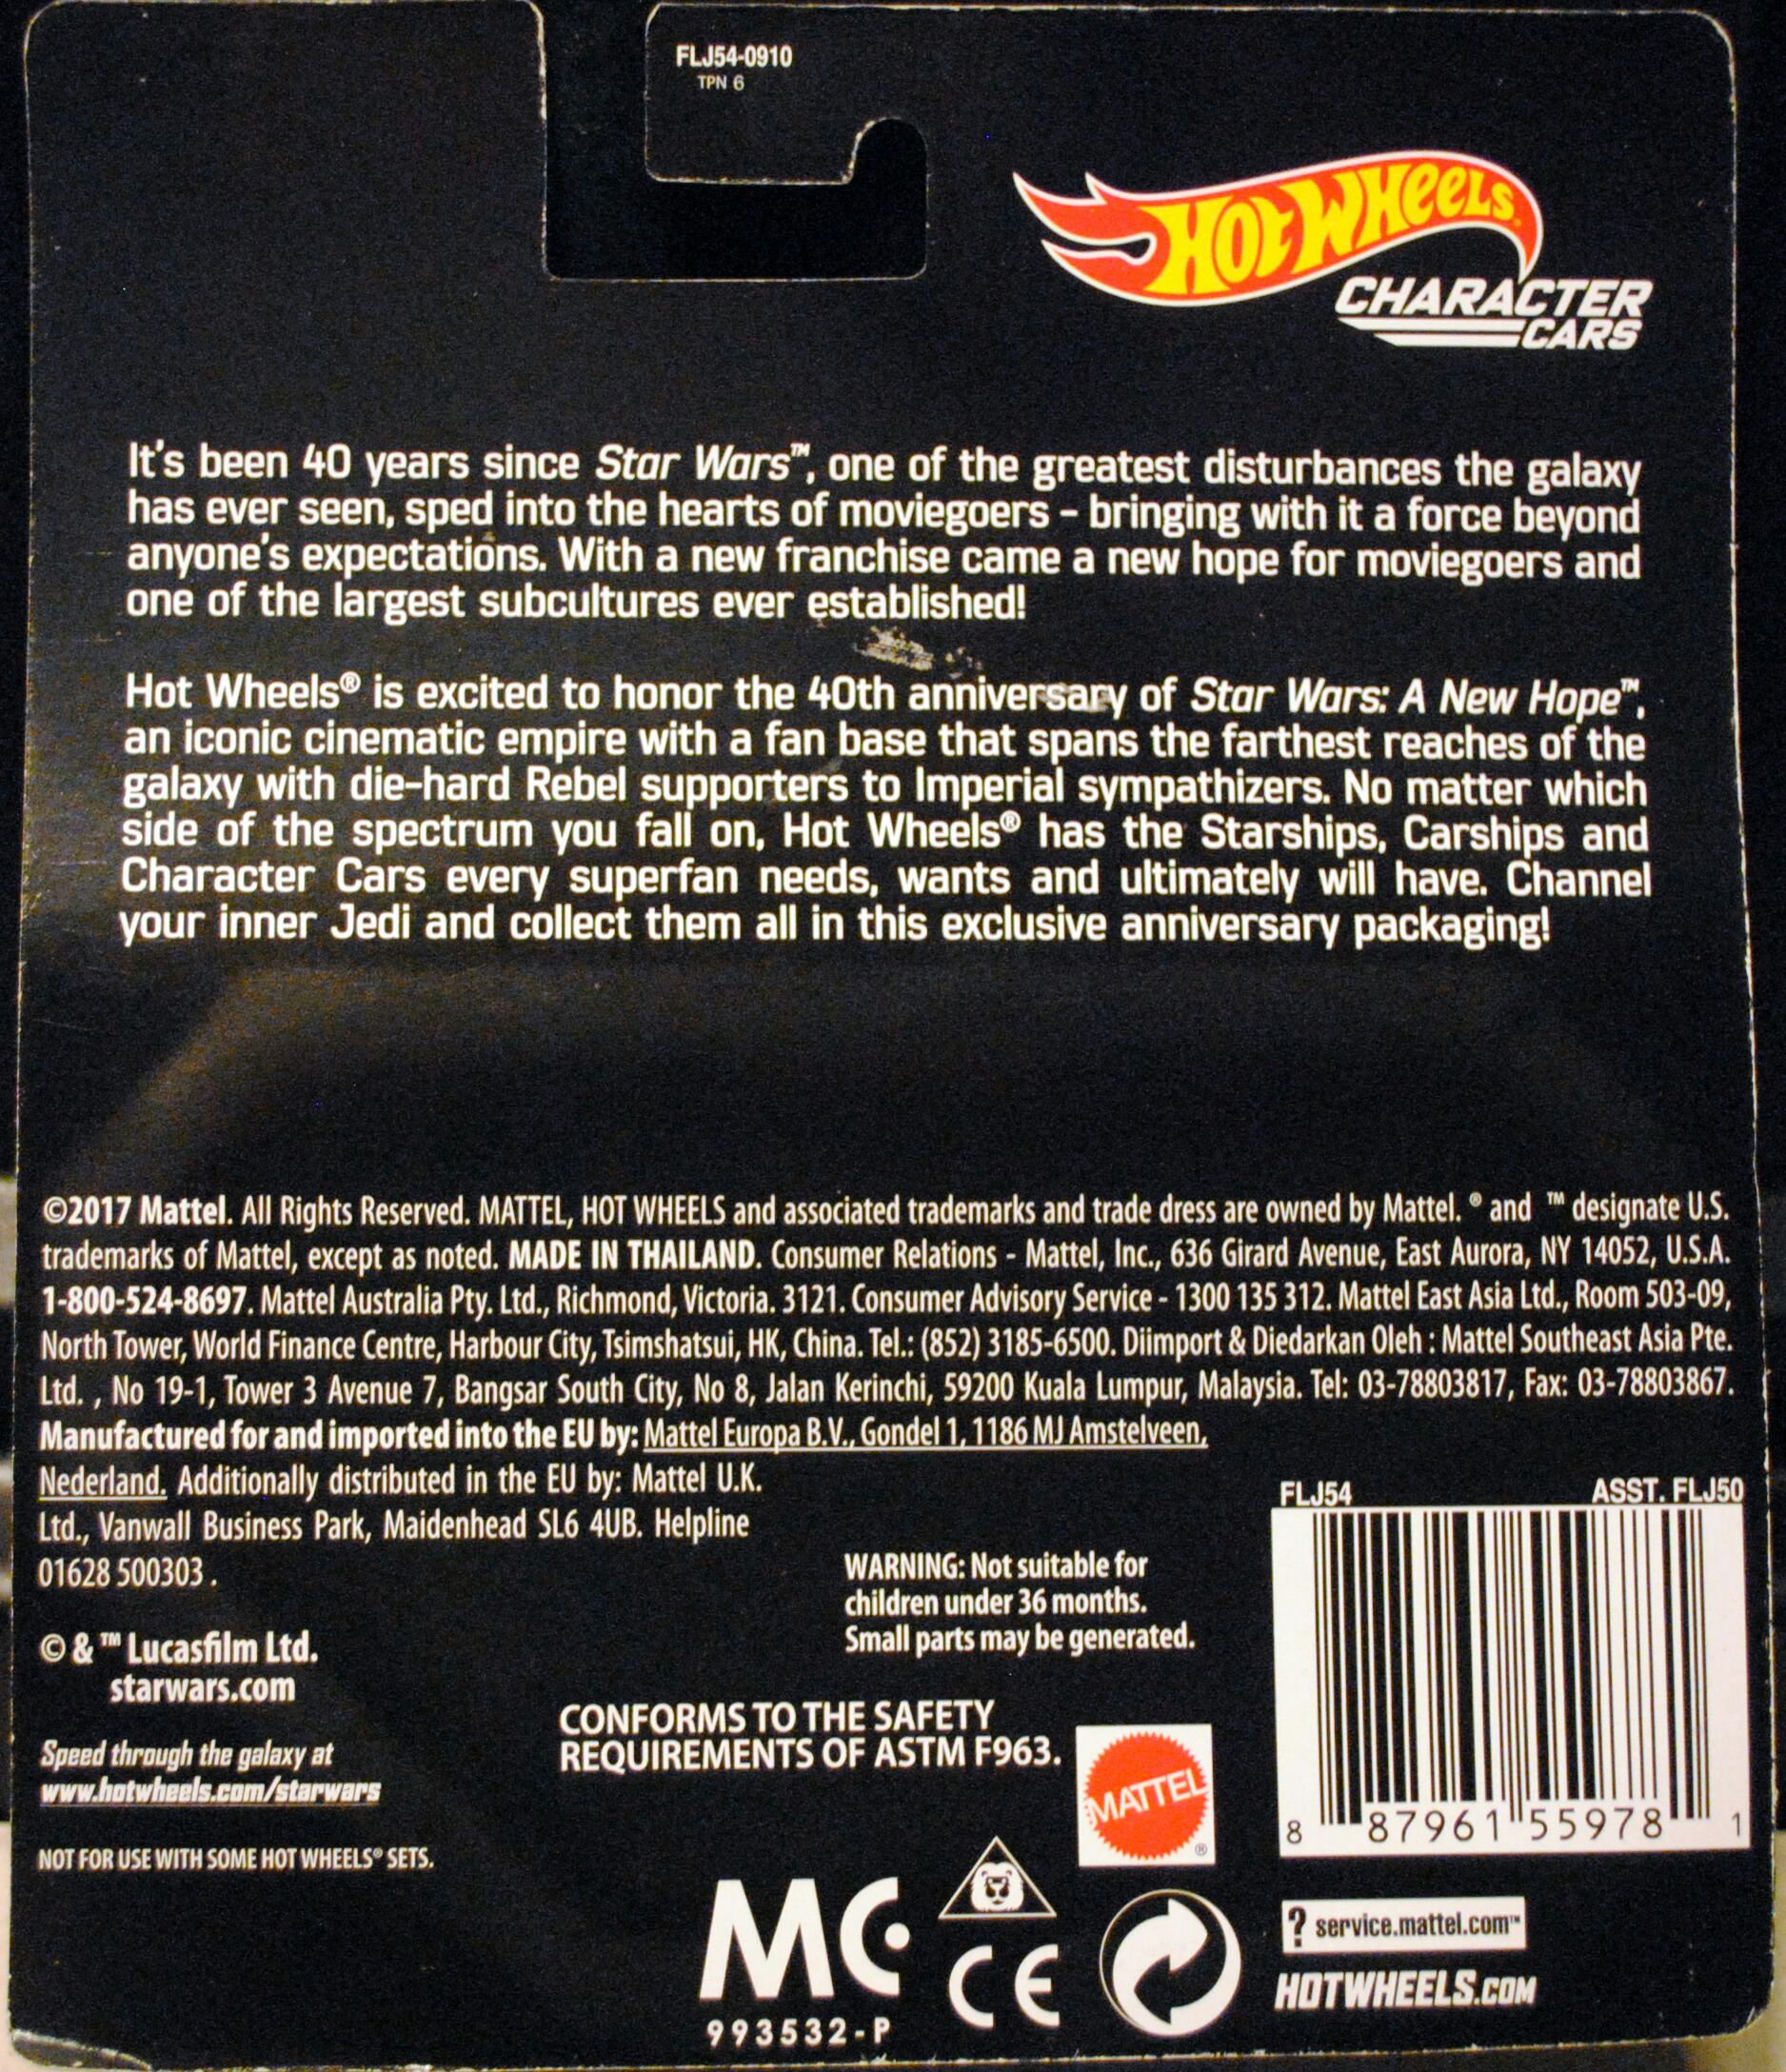 FLJ54-0910
TPN 6
HOT WHEELS
CHARACTER
CARS
It's been 40 years since Star Wars™, one of the greatest disturbances the galaxy
has ever seen, sped into the hearts of moviegoers – bringing with it a force beyond
anyone's expectations. With a new franchise came a new hope for moviegoers and
one of the largest subcultures ever established!
Hot Wheels® is excited to honor the 40th anniversary of Star Wars: A New Hope™,
an iconic cinematic empire with a fan base that spans the farthest reaches of the
galaxy with die-hard Rebel supporters to Imperial sympathizers. No matter which
side of the spectrum you fall on, Hot Wheels® has the Starships, Carships and
Character Cars every superfan needs, wants and ultimately will have. Channel
your inner Jedi and collect them all in this exclusive anniversary packaging!
©2017 Mattel. All Rights Reserved. MATTEL, HOT WHEELS and associated trademarks and trade dress are owned by Mattel. ® and ™ designate U.S.
trademarks of Mattel, except as noted. MADE IN THAILAND. Consumer Relations - Mattel, Inc., 636 Girard Avenue, East Aurora, NY 14052, U.S.A.
1-800-524-8697. Mattel Australia Pty. Ltd., Richmond, Victoria. 3121. Consumer Advisory Service - 1300 135 312. Mattel East Asia Ltd., Room 503-09,
North Tower, World Finance Centre, Harbour City, Tsimshatsui, HK, China. Tel.: (852) 3185-6500. Diimport & Diedarkan Oleh : Mattel Southeast Asia Pte.
Ltd. , No 19-1, Tower 3 Avenue 7, Bangsar South City, No 8, Jalan Kerinchi, 59200 Kuala Lumpur, Malaysia. Tel: 03-78803817, Fax: 03-78803867.
Manufactured for and imported into the EU by: Mattel Europa B.V., Gondel 1, 1186 MJ Amstelveen,
Nederland. Additionally distributed in the EU by: Mattel U.K.
Ltd., Vanwall Business Park, Maidenhead SL6 4UB. Helpline
01628 500303 .
© & ™ Lucasfilm Ltd.
starwars.com
Speed through the galaxy at
www.hotwheels.com/starwars
NOT FOR USE WITH SOME HOT WHEELS® SETS.
WARNING: Not suitable for
children under 36 months.
Small parts may be generated.
CONFORMS TO THE SAFETY
REQUIREMENTS OF ASTM F963.
MATTEL
®
MC
993532-P
CE
FLJ54 ASST. FLJ50
8 87961 55978 1
? service.mattel.com™
HOTWHEELS.COM